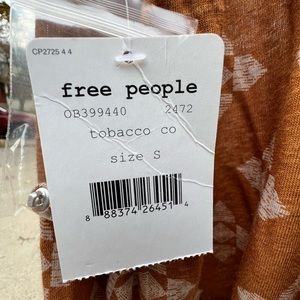 CP2725 4 4
free people
OB399440 2472
tobacco co
size S
8 88374 26451 4